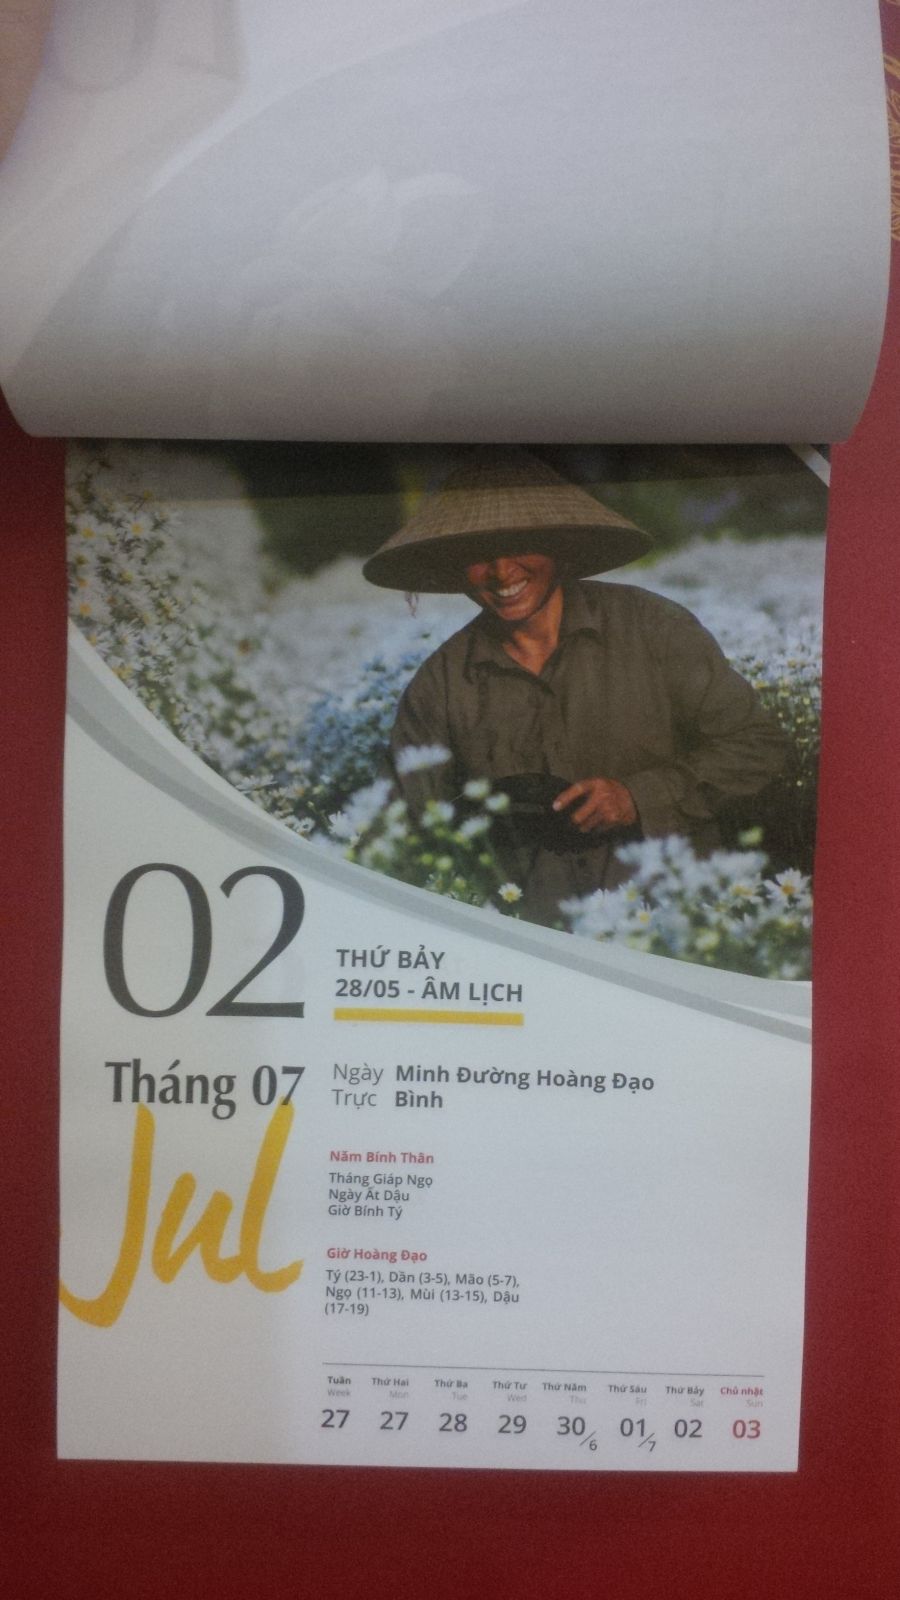 02
THỨ BẢY
28/05 - ÂM LỊCH
Tháng 07
Jul
Ngày Minh Đường Hoàng Đạo
Trực Bình
Năm Bính Thân
Tháng Giáp Ngọ
Ngày Ất Dậu
Giờ Bính Tý
Giờ Hoàng Đạo
Tý (23-1), Dần (3-5), Mão (5-7),
Ngọ (11-13), Mùi (13-15), Dậu
(17-19)
Tuần Thứ Hai Thứ Ba Thứ Tư Thứ Năm Thứ Sáu Thứ Bảy Chủ nhật
Week Mon Tue Wed Thu Fri Sat Sun
27 27 28 29 30/6 01/7 02 03